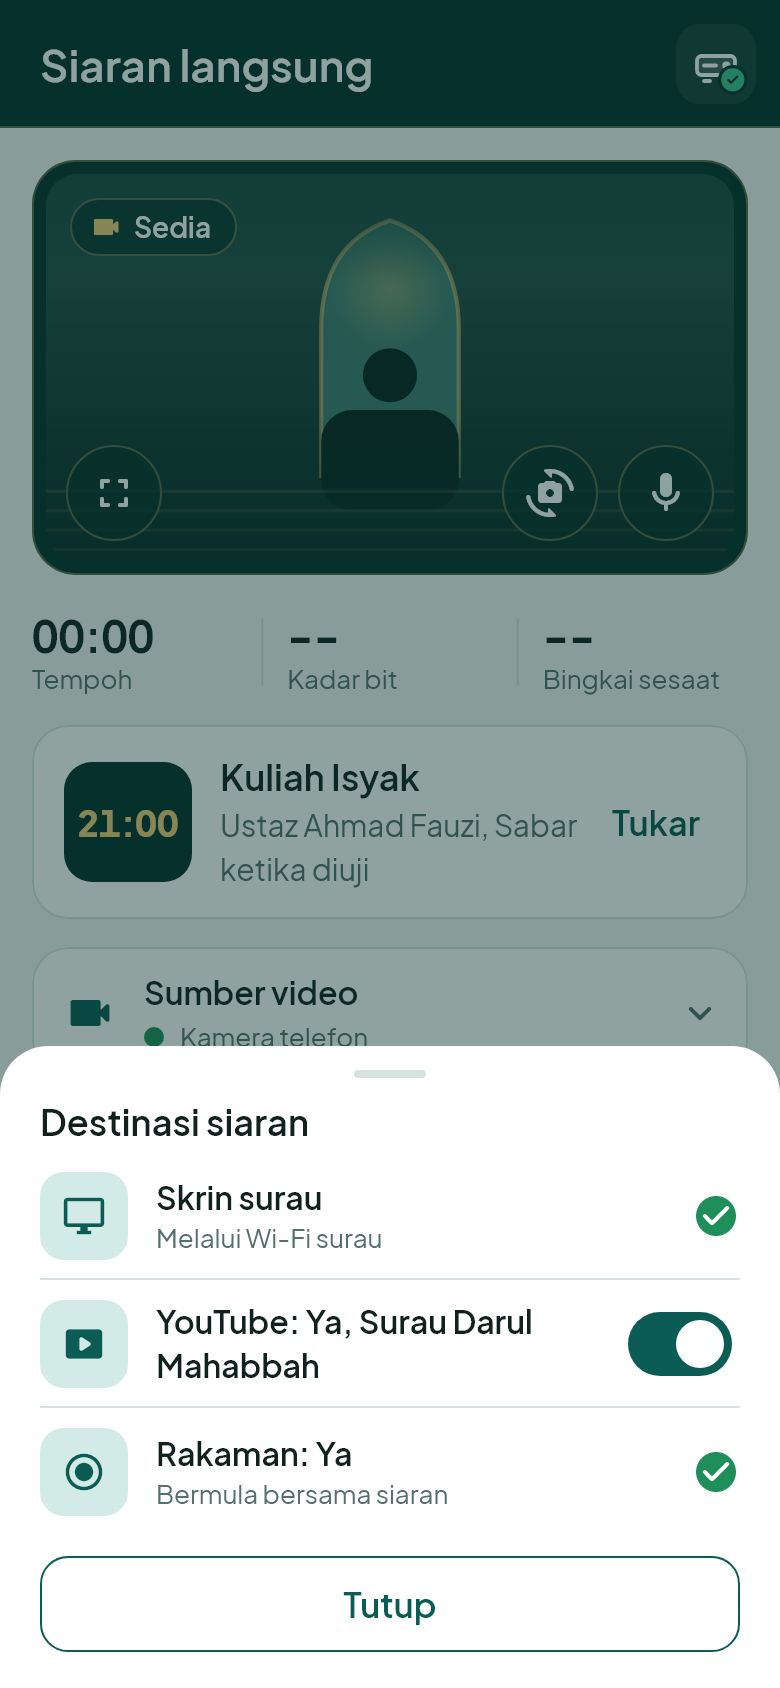 Siaran langsung
Sedia
00:00
Tempoh
--
Kadar bit
--
Bingkai sesaat
21:00
Kuliah Isyak
Ustaz Ahmad Fauzi, Sabar
ketika diuji
Tukar
Sumber video
Kamera telefon
Destinasi siaran
Skrin surau
Melalui Wi-Fi surau
YouTube: Ya, Surau Darul
Mahabbah
Rakaman: Ya
Bermula bersama siaran
Tutup